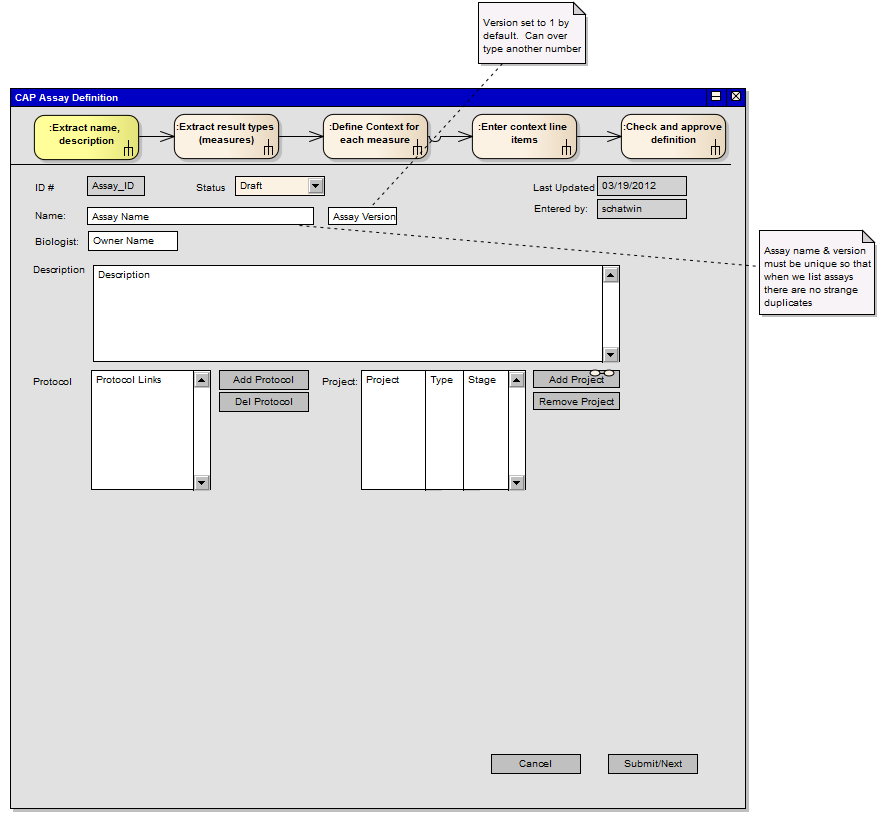 Version set to 1 by
default. Can over
type another number
CAP Assay Definition
:Extract name,
description
:Extract result types
(measures)
:Define Context for
each measure
:Enter context line
items
:Check and approve
definition
ID #
Assay_ID
Status
Draft
Last Updated
03/19/2012
Name:
Assay Name
Assay Version
Entered by:
schatwin
Biologist:
Owner Name
Assay name & version
must be unique so that
when we list assays
there are no strange
duplicates
Description
Description
Protocol
Protocol Links
Add Protocol
Del Protocol
Project:
Project
Type
Stage
Add Project
Remove Project
Cancel
Submit/Next